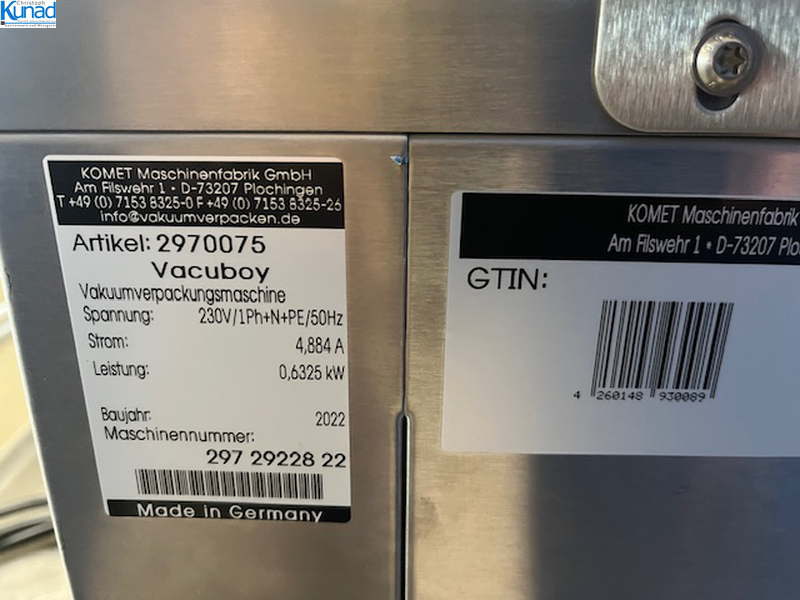 Christoph
Kunad
KOMET Maschinenfabrik GmbH
Am Filswehr 1 • D-73207 Plochingen
T +49 (0) 7153 8325-0 F +49 (0) 7153 8325-26
info@vakuumverpacken.de
Artikel: 2970075
Vacuboy
Vakuumverpackungsmaschine
Spannung: 230V/1Ph+N+PE/50Hz
Strom: 4,884 A
Leistung: 0,6325 kW
Baujahr: 2022
Maschinennummer:
297 29228 22
Made in Germany
KOMET Maschinenfabrik
Am Filswehr 1 • D-73207 Plo
GTIN:
4 260148 930089